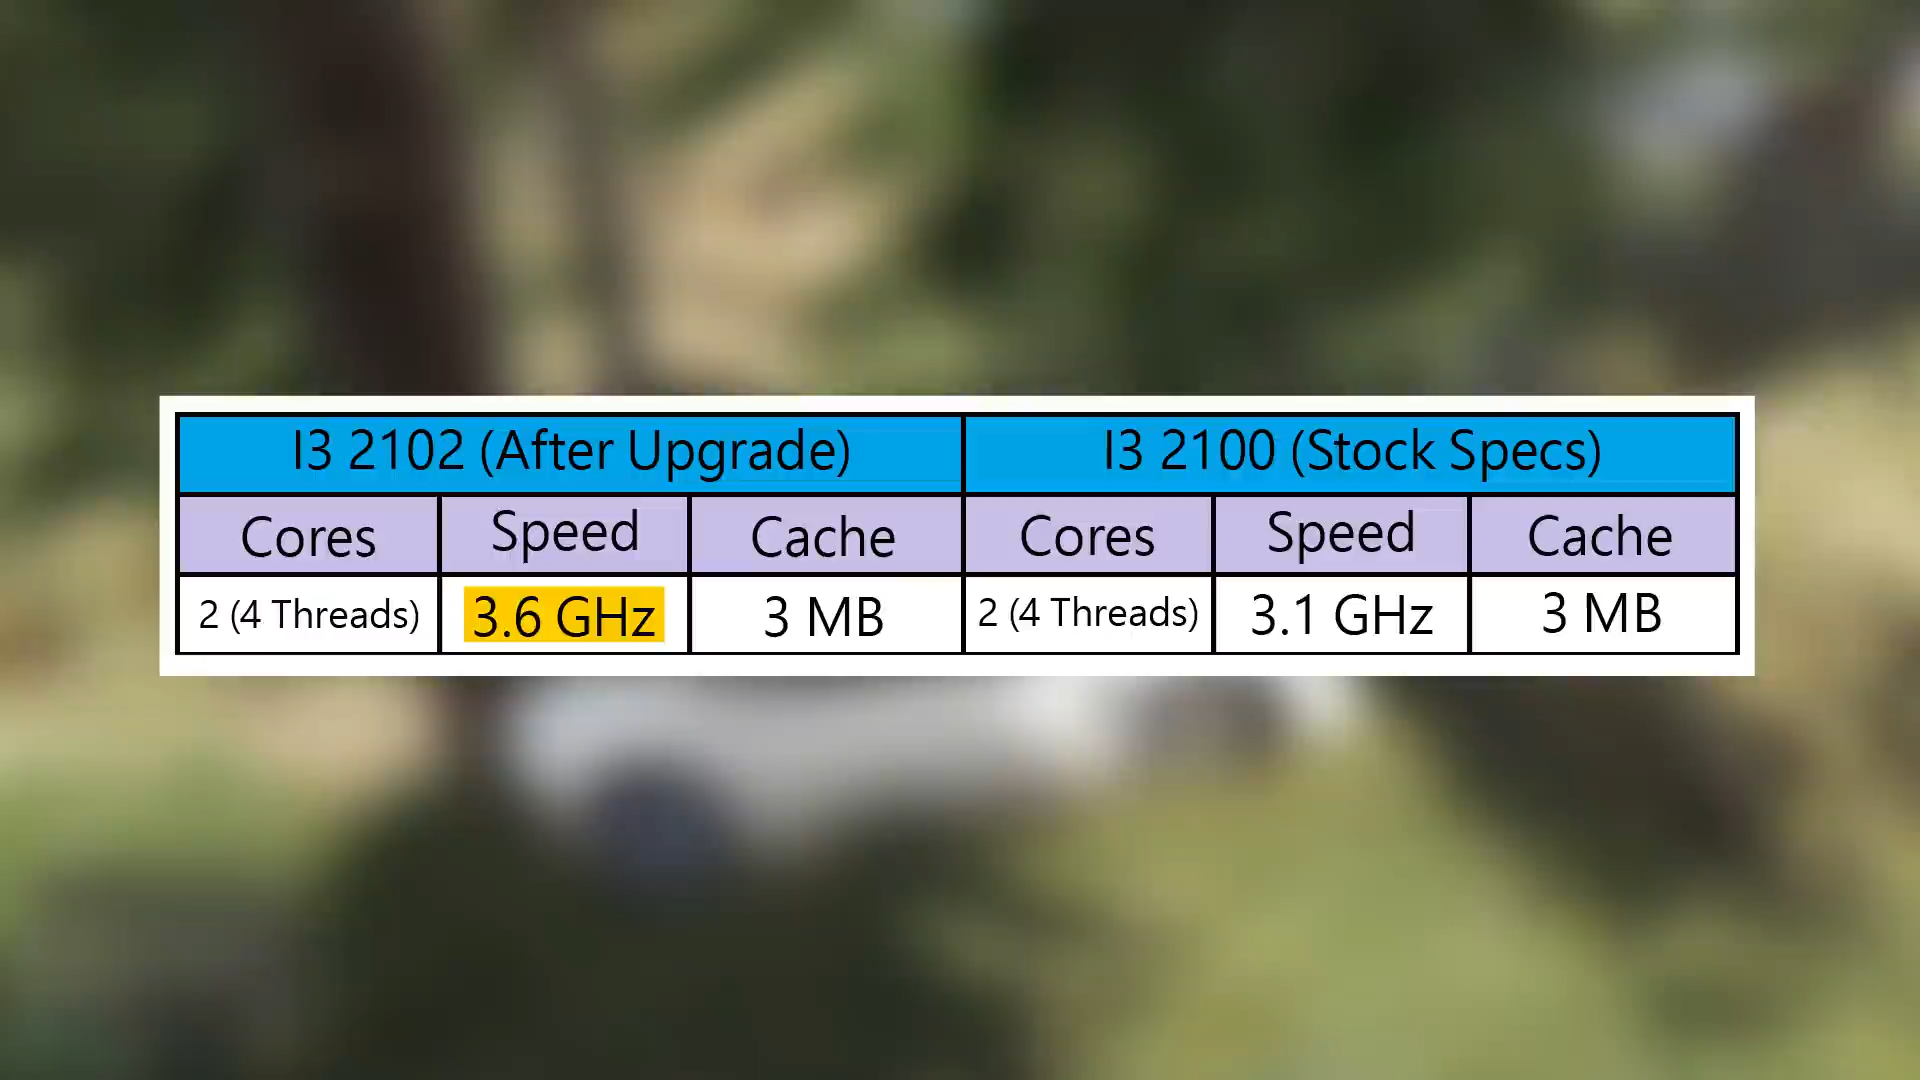 I3 2102 (After Upgrade) I3 2100 (Stock Specs)
Cores Speed Cache Cores Speed Cache
2 (4 Threads) 3.6 GHz 3 MB 2 (4 Threads) 3.1 GHz 3 MB